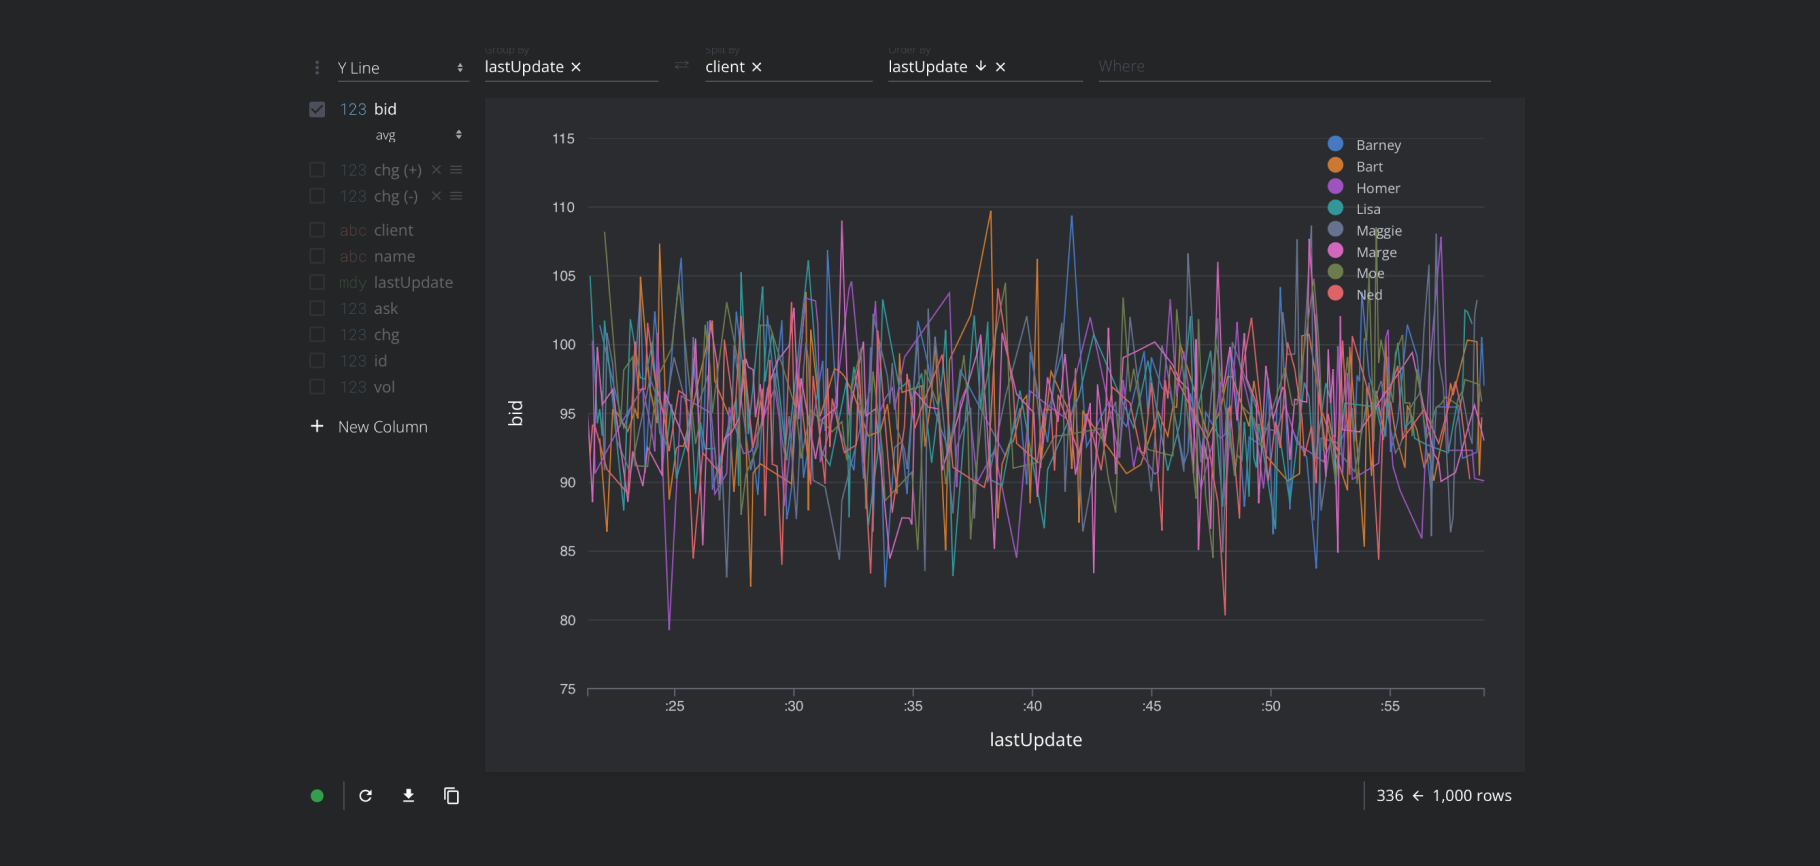 Group By
Split By
Order By
Y Line
lastUpdate ×
client ×
lastUpdate ↓ ×
Where
123 bid
avg
123 chg (+) ×
123 chg (-) ×
abc client
abc name
mdy lastUpdate
123 ask
123 chg
123 id
123 vol
+ New Column
115
110
105
100
95
90
85
80
75
bid
Barney
Bart
Homer
Lisa
Maggie
Marge
Moe
Ned
:25
:30
:35
:40
:45
:50
:55
lastUpdate
336 ← 1,000 rows